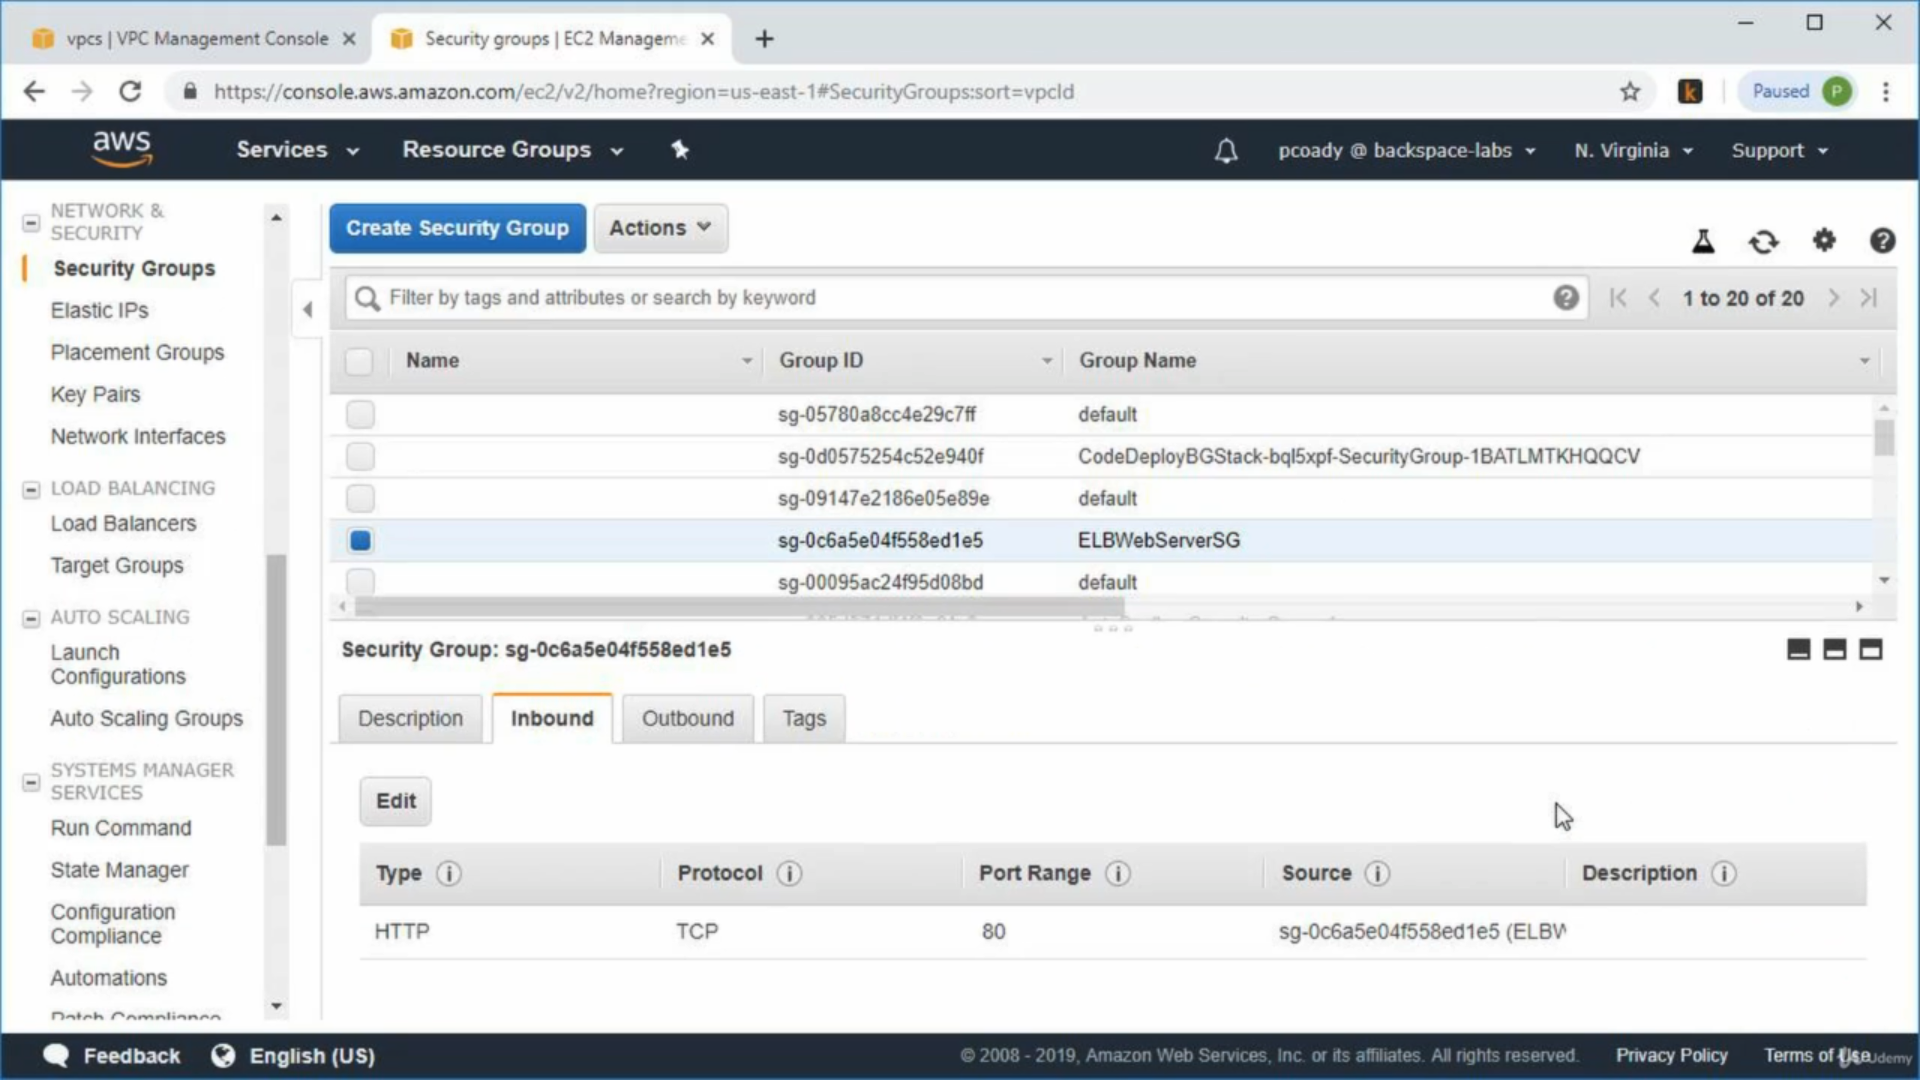 vpcs | VPC Management Console
Security groups | EC2 Manageme
https://console.aws.amazon.com/ec2/v2/home?region=us-east-1#SecurityGroups:sort=vpcId
k
Paused P
aws
Services
Resource Groups
pcoady @ backspace-labs
N. Virginia
Support
NETWORK &
SECURITY
Security Groups
Elastic IPs
Placement Groups
Key Pairs
Network Interfaces
LOAD BALANCING
Load Balancers
Target Groups
AUTO SCALING
Launch
Configurations
Auto Scaling Groups
SYSTEMS MANAGER
SERVICES
Run Command
State Manager
Configuration
Compliance
Automations
Patch Compliance
Create Security Group
Actions
Filter by tags and attributes or search by keyword
1 to 20 of 20
Name Group ID Group Name
sg-05780a8cc4e29c7ff default
sg-0d0575254c52e940f CodeDeployBGStack-bql5xpf-SecurityGroup-1BATLMTKHQQCV
sg-09147e2186e05e89e default
sg-0c6a5e04f558ed1e5 ELBWebServerSG
sg-00095ac24f95d08bd default
Security Group: sg-0c6a5e04f558ed1e5
Description Inbound Outbound Tags
Edit
Type Protocol Port Range Source Description
HTTP TCP 80 sg-0c6a5e04f558ed1e5 (ELBW
Feedback
English (US)
© 2008 - 2019, Amazon Web Services, Inc. or its affiliates. All rights reserved.
Privacy Policy
Terms of Use
Udemy